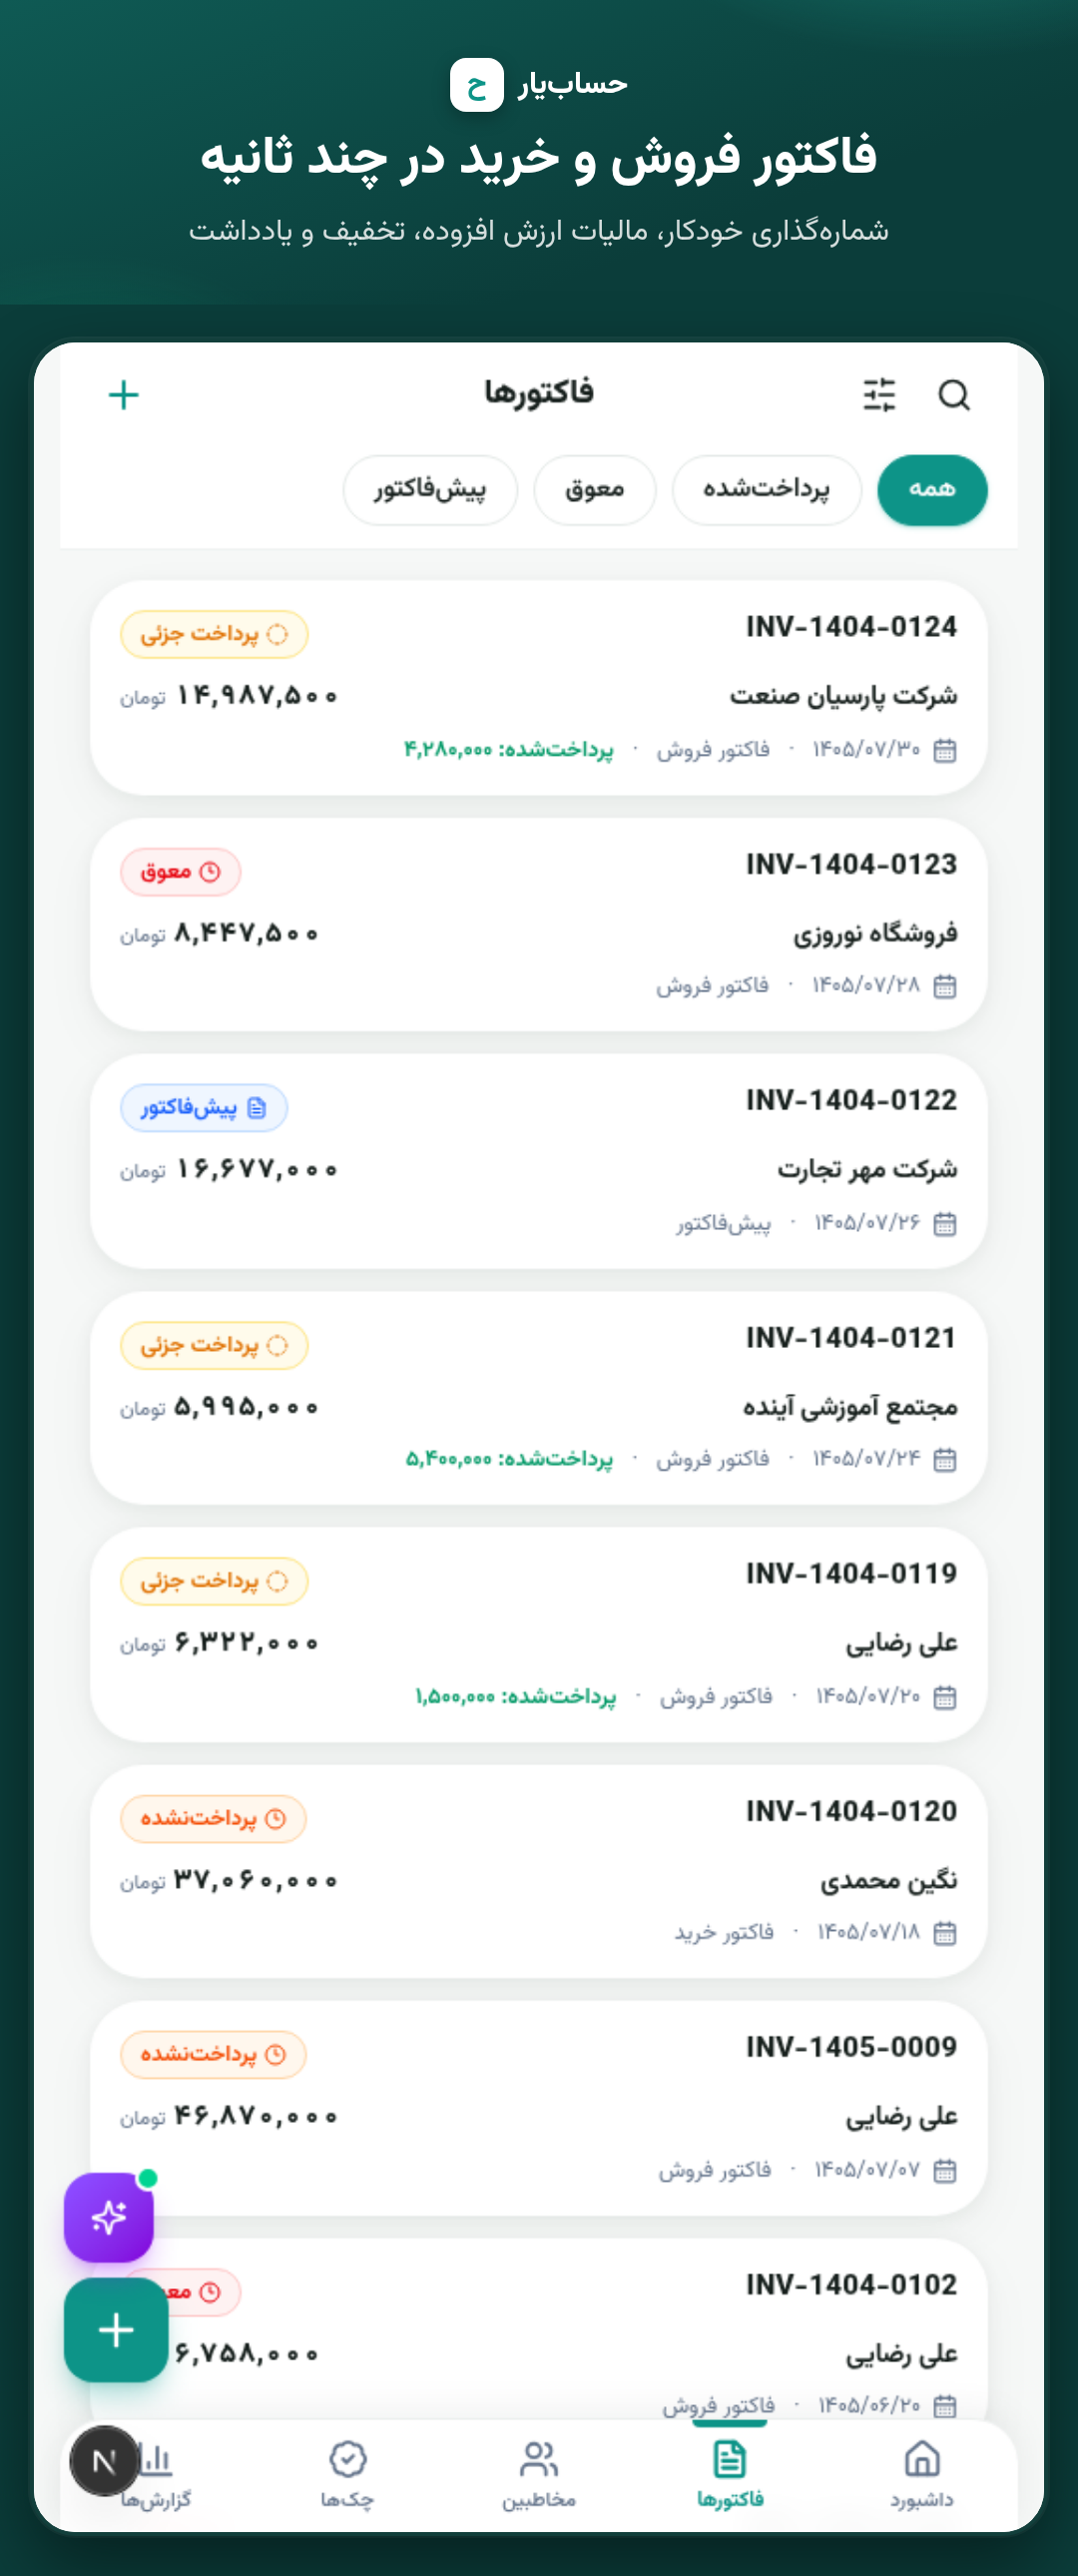 حساب‌یار ح
فاکتور فروش و خرید در چند ثانیه
شماره‌گذاری خودکار، مالیات ارزش افزوده، تخفیف و یادداشت
فاکتورها
همه پرداخت‌شده معوق پیش‌فاکتور
INV-1404-0124 پرداخت جزئی
شرکت پارسیان صنعت ۱۴,۹۸۷,۵۰۰ تومان
۱۴۰۵/۰۷/۳۰ · فاکتور فروش · پرداخت‌شده: ۴,۲۸۰,۰۰۰
INV-1404-0123 معوق
فروشگاه نوروزی ۸,۴۴۷,۵۰۰ تومان
۱۴۰۵/۰۷/۲۸ · فاکتور فروش
INV-1404-0122 پیش‌فاکتور
شرکت مهر تجارت ۱۶,۶۷۷,۰۰۰ تومان
۱۴۰۵/۰۷/۲۶ · پیش‌فاکتور
INV-1404-0121 پرداخت جزئی
مجتمع آموزشی آینده ۵,۹۹۵,۰۰۰ تومان
۱۴۰۵/۰۷/۲۴ · فاکتور فروش · پرداخت‌شده: ۵,۴۰۰,۰۰۰
INV-1404-0119 پرداخت جزئی
علی رضایی ۶,۳۲۲,۰۰۰ تومان
۱۴۰۵/۰۷/۲۰ · فاکتور فروش · پرداخت‌شده: ۱,۵۰۰,۰۰۰
INV-1404-0120 پرداخت‌نشده
نگین محمدی ۳۷,۰۶۰,۰۰۰ تومان
۱۴۰۵/۰۷/۱۸ · فاکتور خرید
INV-1405-0009 پرداخت‌نشده
علی رضایی ۴۶,۸۷۰,۰۰۰ تومان
۱۴۰۵/۰۷/۰۷ · فاکتور فروش
INV-1404-0102
علی رضایی ۶,۷۵۸,۰۰۰
۱۴۰۵/۰۶/۲۰ · فاکتور فروش
داشبورد فاکتورها مخاطبین چک‌ها گزارش‌ها
N